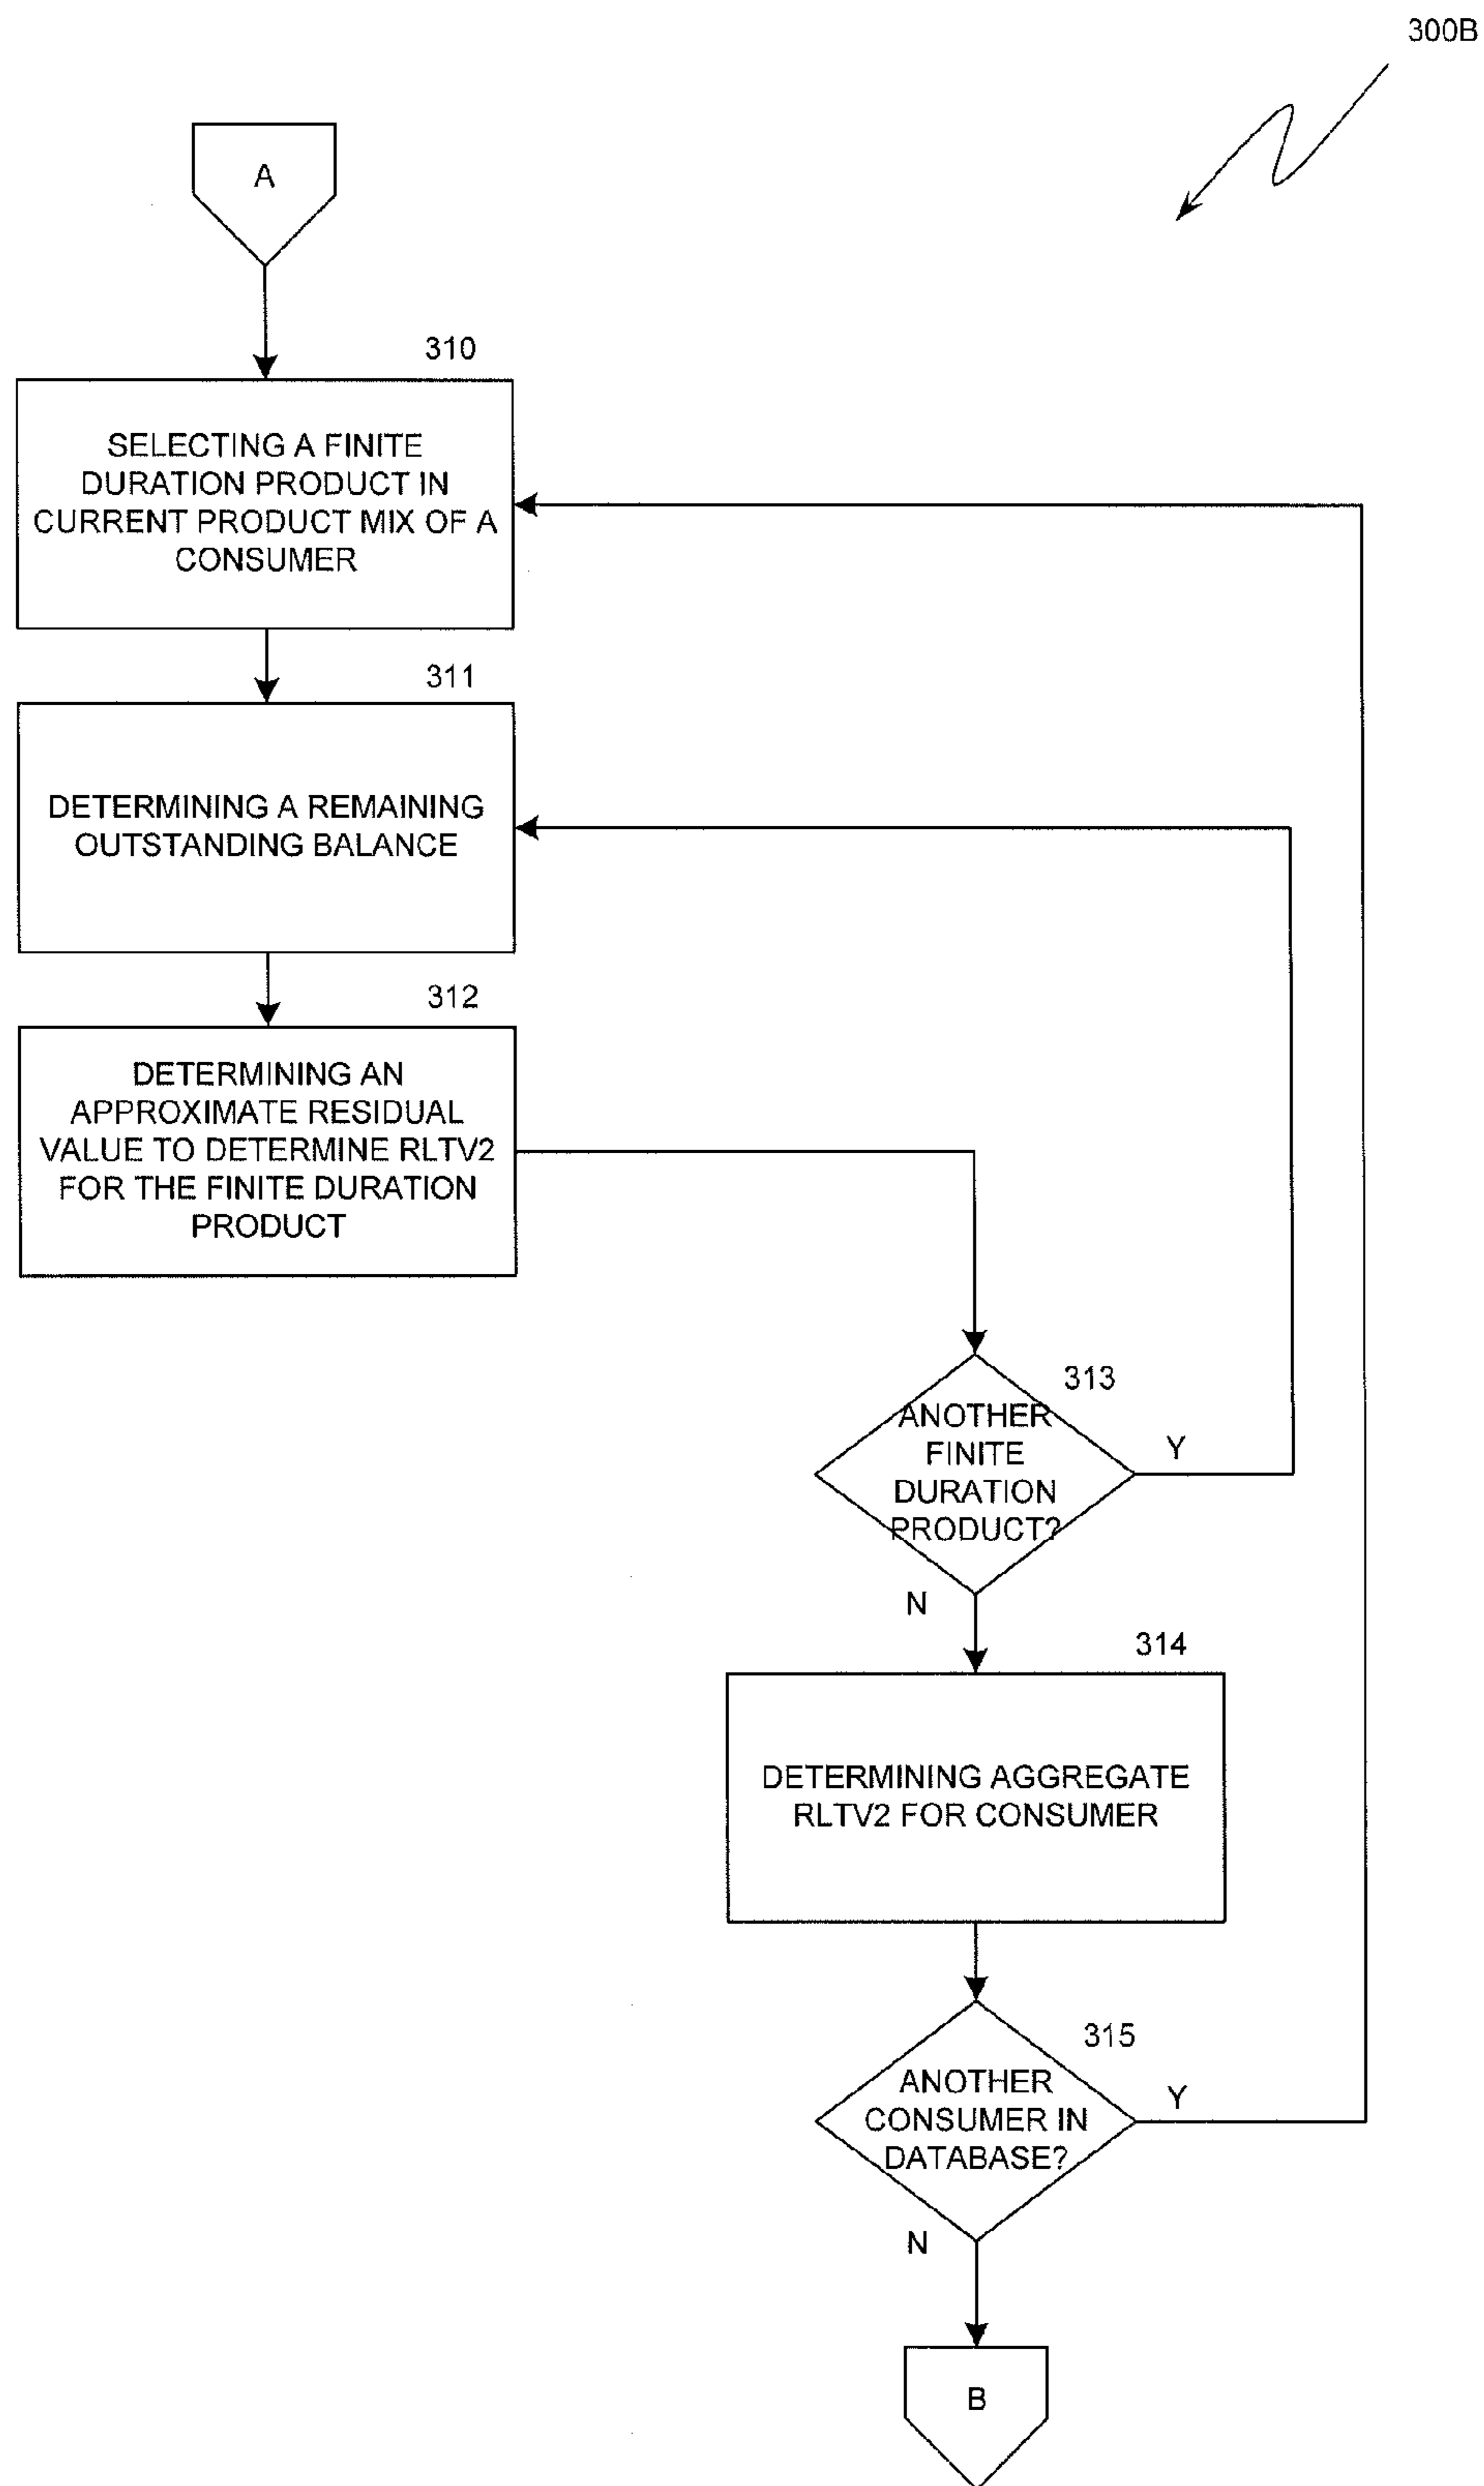 300B
A
310
SELECTING A FINITE
DURATION PRODUCT IN
CURRENT PRODUCT MIX OF A
CONSUMER
311
DETERMINING A REMAINING
OUTSTANDING BALANCE
312
DETERMINING AN
APPROXIMATE RESIDUAL
VALUE TO DETERMINE RLTV2
FOR THE FINITE DURATION
PRODUCT
313
ANOTHER
FINITE
DURATION
PRODUCT?
Y
N
314
DETERMINING AGGREGATE
RLTV2 FOR CONSUMER
315
ANOTHER
CONSUMER IN
DATABASE?
Y
N
B